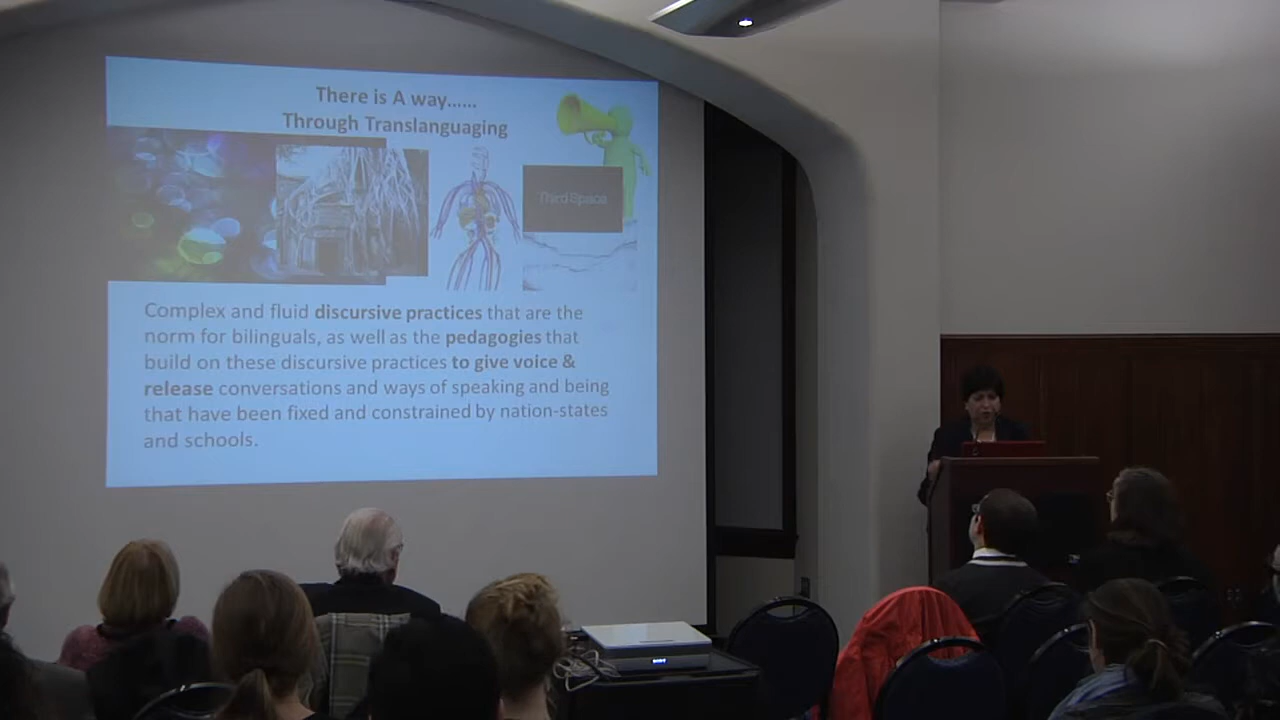 There is A way......
Through Translanguaging
Third Space
Complex and fluid discursive practices that are the
norm for bilinguals, as well as the pedagogies that
build on these discursive practices to give voice &
release conversations and ways of speaking and being
that have been fixed and constrained by nation-states
and schools.